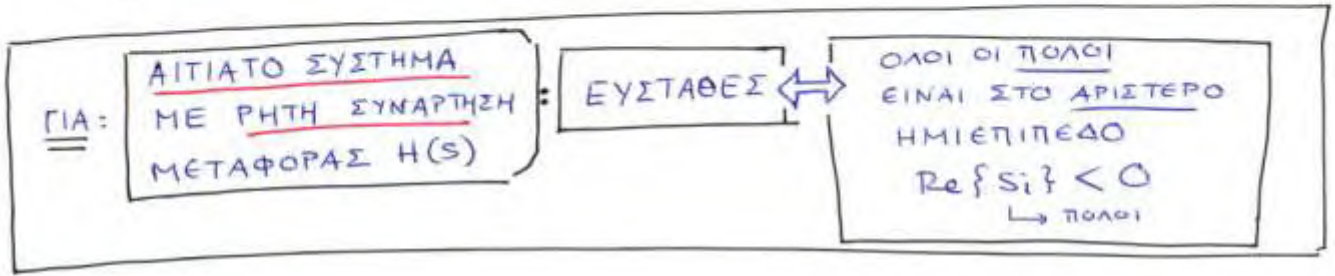 ΓΙΑ:
ΑΙΤΙΑΤΟ ΣΥΣΤΗΜΑ
ΜΕ ΡΗΤΗ ΣΥΝΑΡΤΗΣΗ
ΜΕΤΑΦΟΡΑΣ H(S)
:
ΕΥΣΤΑΘΕΣ ⇔
ΟΛΟΙ ΟΙ ΠΟΛΟΙ
ΕΙΝΑΙ ΣΤΟ ΑΡΙΣΤΕΡΟ
ΗΜΙΕΠΙΠΕΔΟ
Re{Si} < 0
↳ ΠΟΛΟΙ